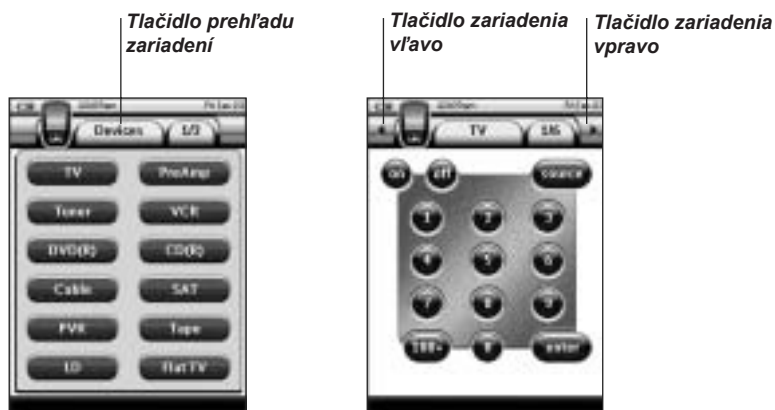 Tlačidlo prehľadu
zariadení
Devices 1/3
TV ProAmp
Tuner VCR
DVD(R) CD(R)
Cable SAT
PVR Tape
LD Flat TV
Tlačidlo zariadenia
vľavo
Tlačidlo zariadenia
vpravo
TV 1/6
on off source
1 2 3
4 5 6
7 8 9
100+ 0 enter